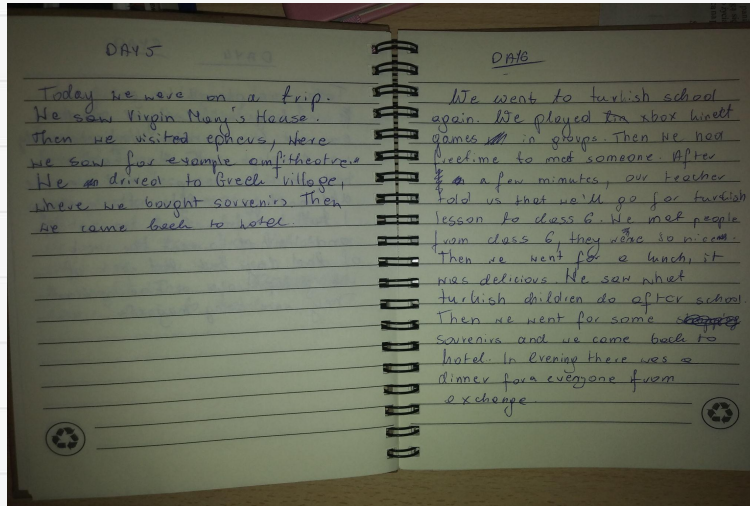 DAY 5
Today we were on a trip.
We saw Virgin Mary's House.
Then we visited epheus, Here
we saw for example amfitheatre.
We drived to Greek village,
where we bought souvenirs Then
we came back to hotel.
DAY 6
We went to turkish school
again. We played xbox kinect
games in groups. Then we had
freetime to met someone. After
a few minutes, our teacher
told us that we'll go for turkish
lesson to class 6. We met people
from class 6, they were so nice.
Then we went for a lunch, it
was delicious. We saw what
turkish children do after school.
Then we went for some
souvenirs and we came back to
hotel. In evening there was a
dinner for a everyone from
exchange.